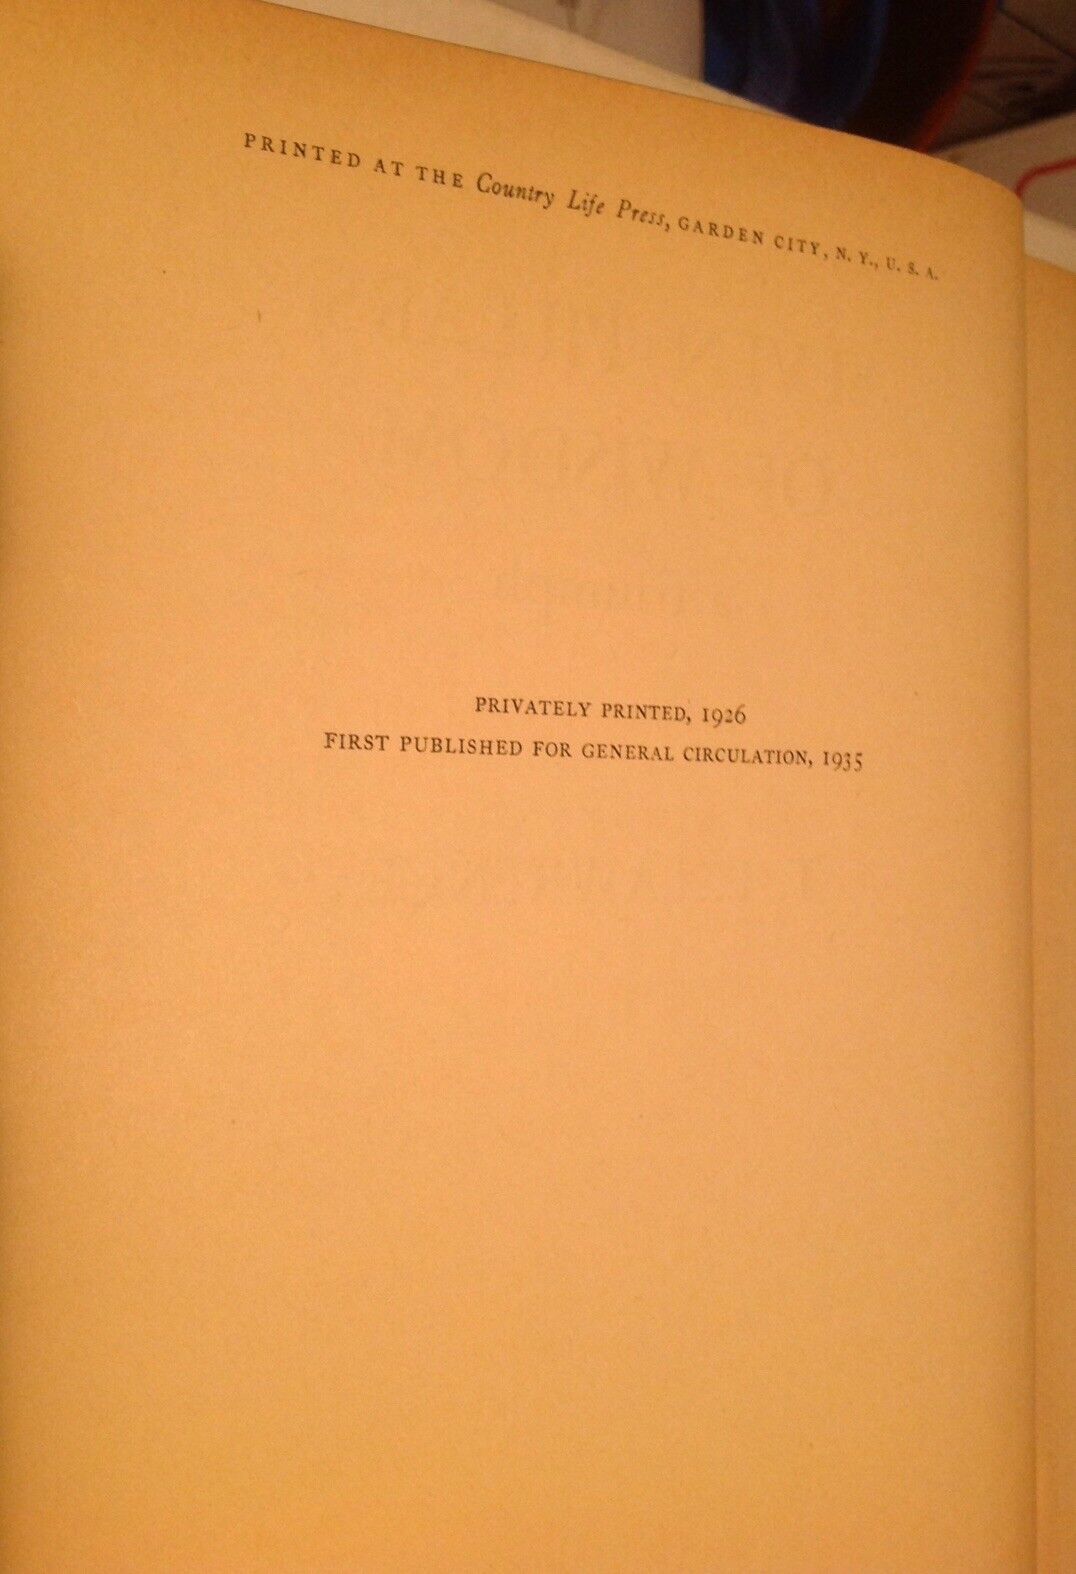 PRINTED AT THE Country Life Press, GARDEN CITY, N. Y., U. S. A.
PRIVATELY PRINTED, 1926
FIRST PUBLISHED FOR GENERAL CIRCULATION, 1935